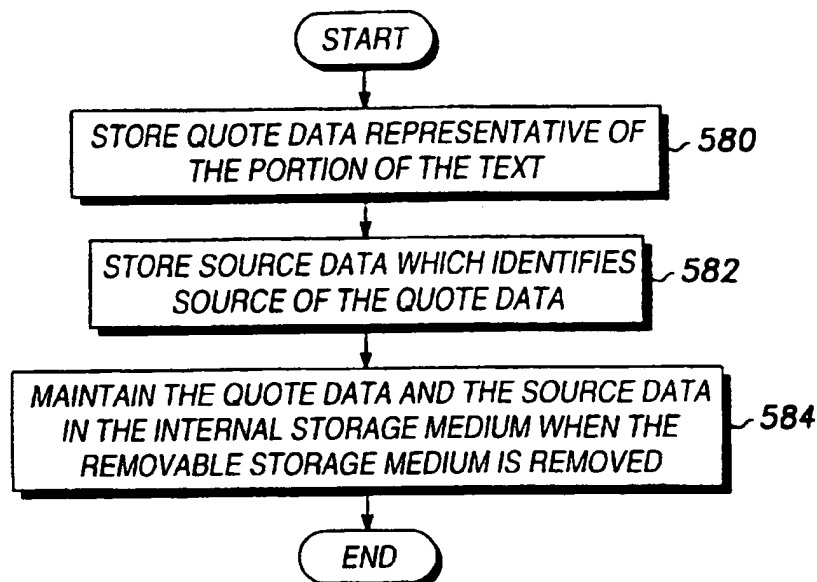 START
STORE QUOTE DATA REPRESENTATIVE OF
THE PORTION OF THE TEXT
580
STORE SOURCE DATA WHICH IDENTIFIES
SOURCE OF THE QUOTE DATA
582
MAINTAIN THE QUOTE DATA AND THE SOURCE DATA
IN THE INTERNAL STORAGE MEDIUM WHEN THE
REMOVABLE STORAGE MEDIUM IS REMOVED
584
END